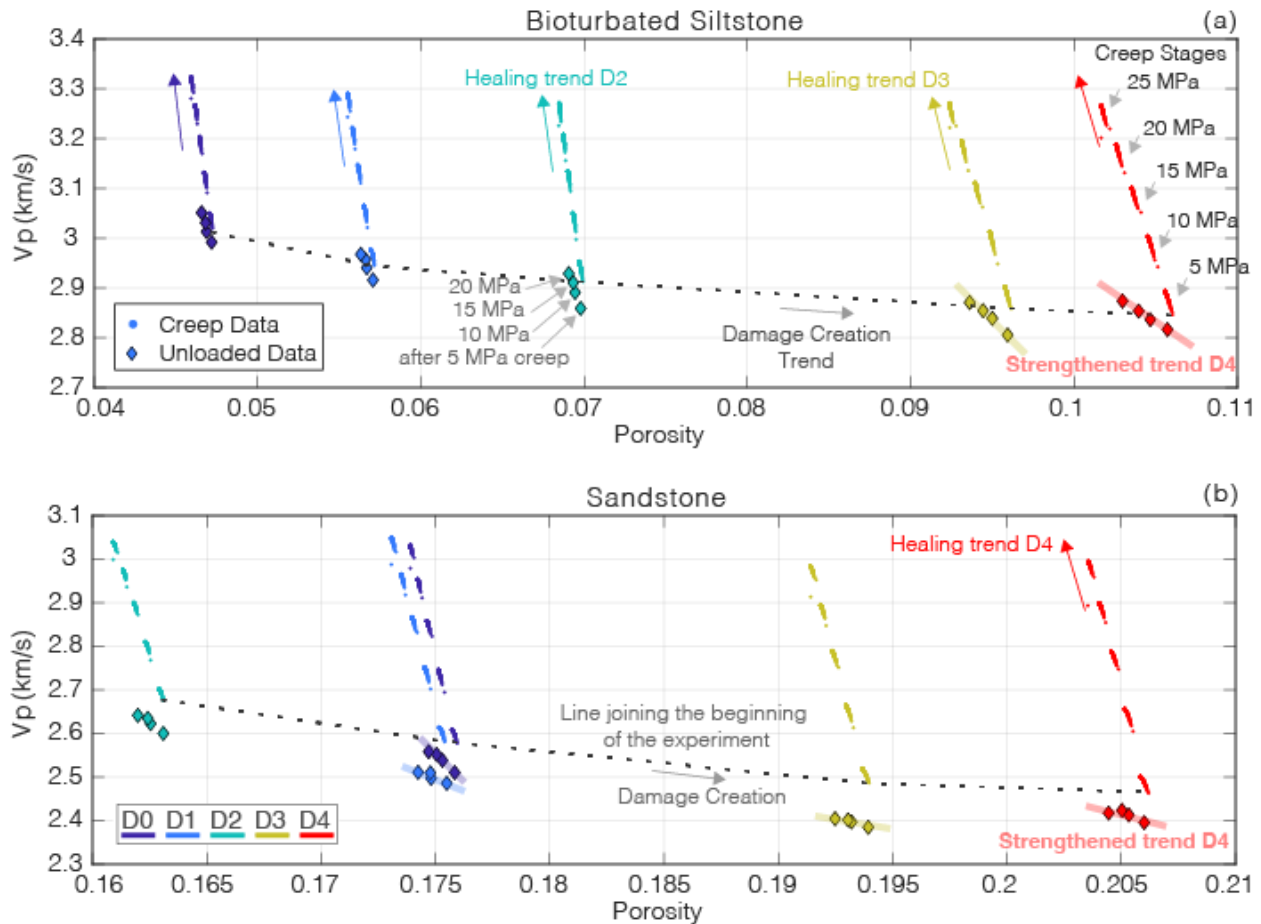 Bioturbated Siltstone
(a)
3.4
3.3
3.2
3.1
3
2.9
2.8
2.7
Vp (km/s)
Healing trend D2
Healing trend D3
Creep Stages
25 MPa
20 MPa
15 MPa
10 MPa
5 MPa
20 MPa
15 MPa
10 MPa
after 5 MPa creep
Creep Data
Unloaded Data
Damage Creation
Trend
Strengthened trend D4
0.04
0.05
0.06
0.07
0.08
0.09
0.1
0.11
Porosity
Sandstone
(b)
3.1
3
2.9
2.8
2.7
2.6
2.5
2.4
2.3
Vp (km/s)
Healing trend D4
Line joining the beginning
of the experiment
Damage Creation
D0 D1 D2 D3 D4
Strengthened trend D4
0.16
0.165
0.17
0.175
0.18
0.185
0.19
0.195
0.2
0.205
0.21
Porosity